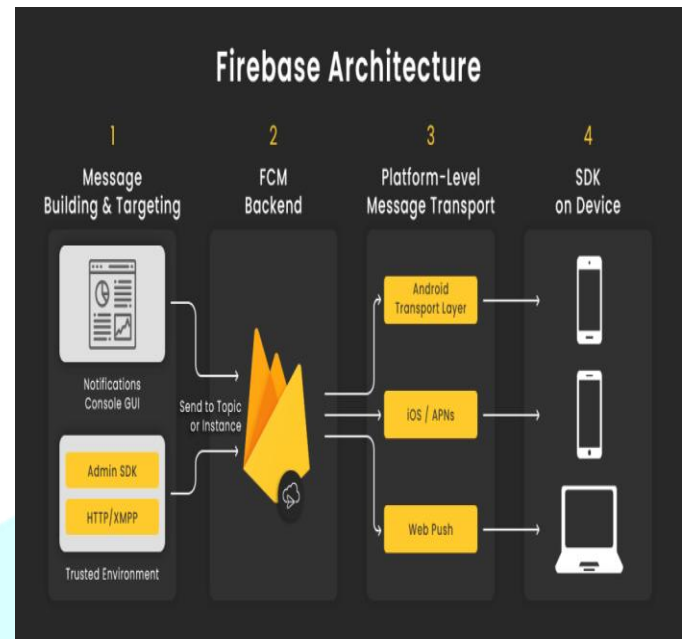 Firebase Architecture
1
Message
Building & Targeting
2
FCM
Backend
3
Platform-Level
Message Transport
4
SDK
on Device
Notifications
Console GUI
Admin SDK
HTTP/XMPP
Trusted Environment
Send to Topic
or Instance
Android
Transport Layer
iOS / APNs
Web Push